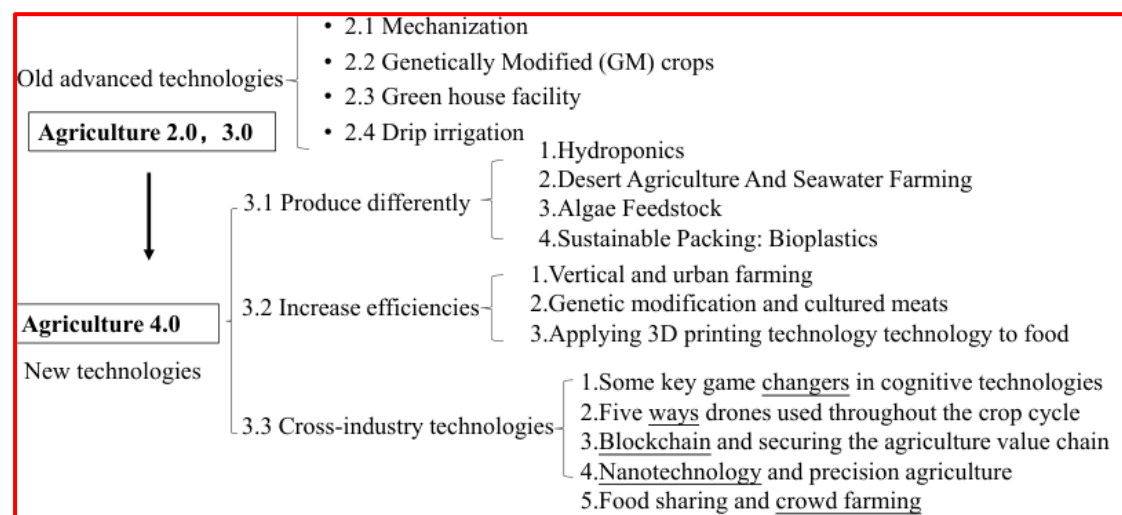 Old advanced technologies
• 2.1 Mechanization
• 2.2 Genetically Modified (GM) crops
• 2.3 Green house facility
• 2.4 Drip irrigation
Agriculture 2.0，3.0
Agriculture 4.0
New technologies
3.1 Produce differently
1.Hydroponics
2.Desert Agriculture And Seawater Farming
3.Algae Feedstock
4.Sustainable Packing: Bioplastics
3.2 Increase efficiencies
1.Vertical and urban farming
2.Genetic modification and cultured meats
3.Applying 3D printing technology technology to food
3.3 Cross-industry technologies
1.Some key game changers in cognitive technologies
2.Five ways drones used throughout the crop cycle
3.Blockchain and securing the agriculture value chain
4.Nanotechnology and precision agriculture
5.Food sharing and crowd farming